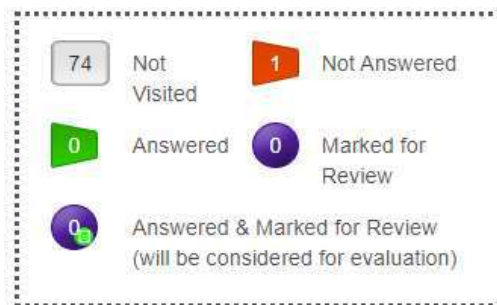 74 Not Visited
1 Not Answered
0 Answered
0 Marked for Review
0 Answered & Marked for Review
(will be considered for evaluation)